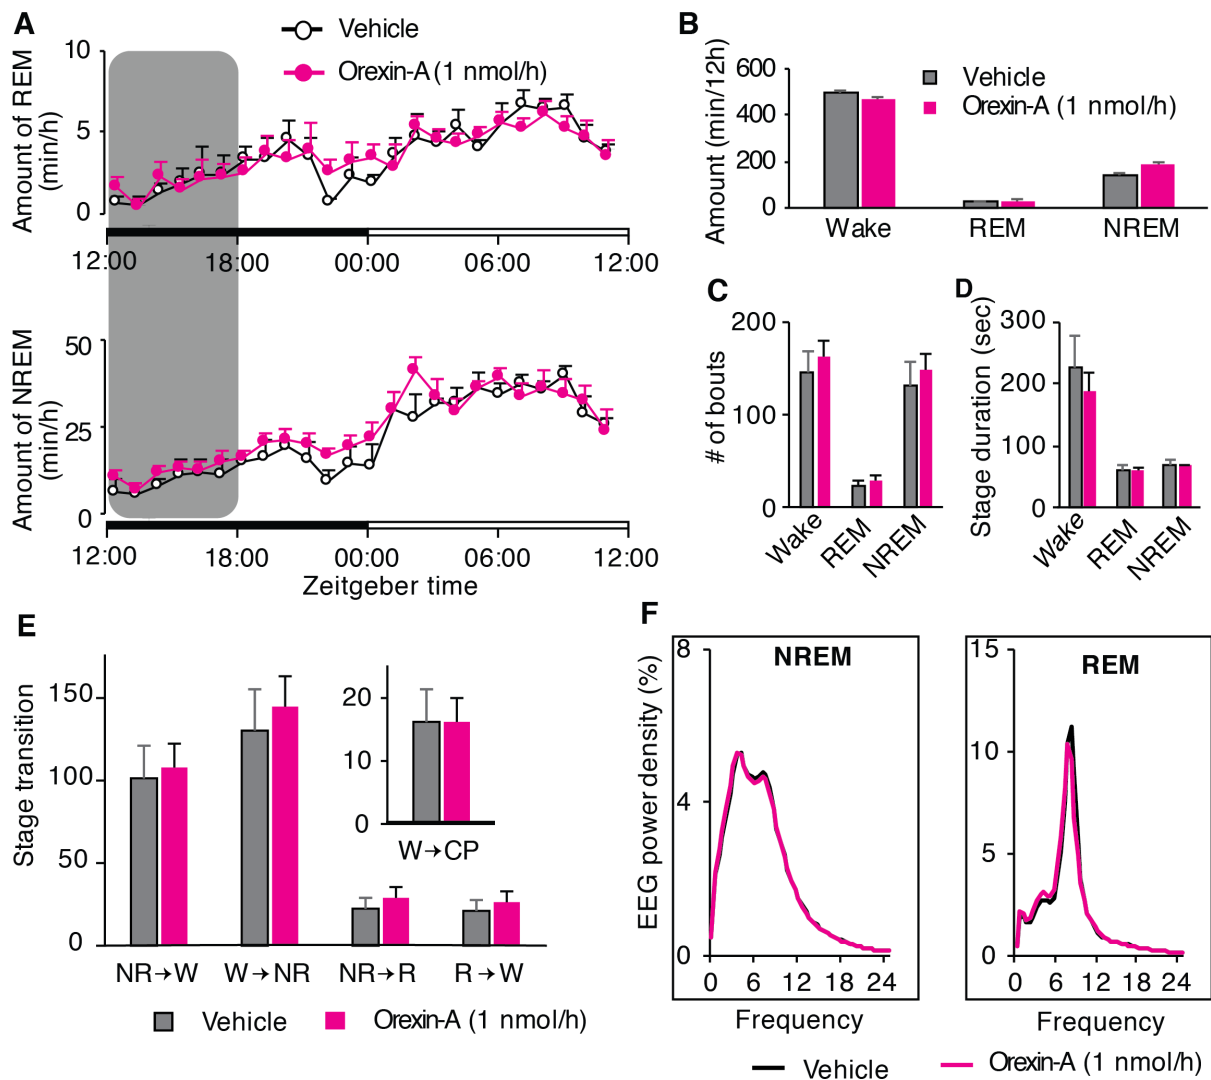 A
Vehicle
Orexin-A (1 nmol/h)
Amount of REM
(min/h)
10
5
0
12:00 18:00 00:00 06:00 12:00
Amount of NREM
(min/h)
50
25
0
12:00 18:00 00:00 06:00 12:00
Zeitgeber time
B
Amount (min/12h)
600
400
200
0
Vehicle
Orexin-A (1 nmol/h)
Wake REM NREM
C
# of bouts
200
100
0
Wake REM NREM
D
Stage duration (sec)
300
200
100
0
Wake REM NREM
E
Stage transition
150
100
50
0
NR→W W→NR NR→R R→W
20
10
0
W→CP
Vehicle Orexin-A (1 nmol/h)
F
EEG power density (%)
NREM
8
4
0
0 6 12 18 24
Frequency
REM
15
10
5
0
0 6 12 18 24
Frequency
Vehicle Orexin-A (1 nmol/h)